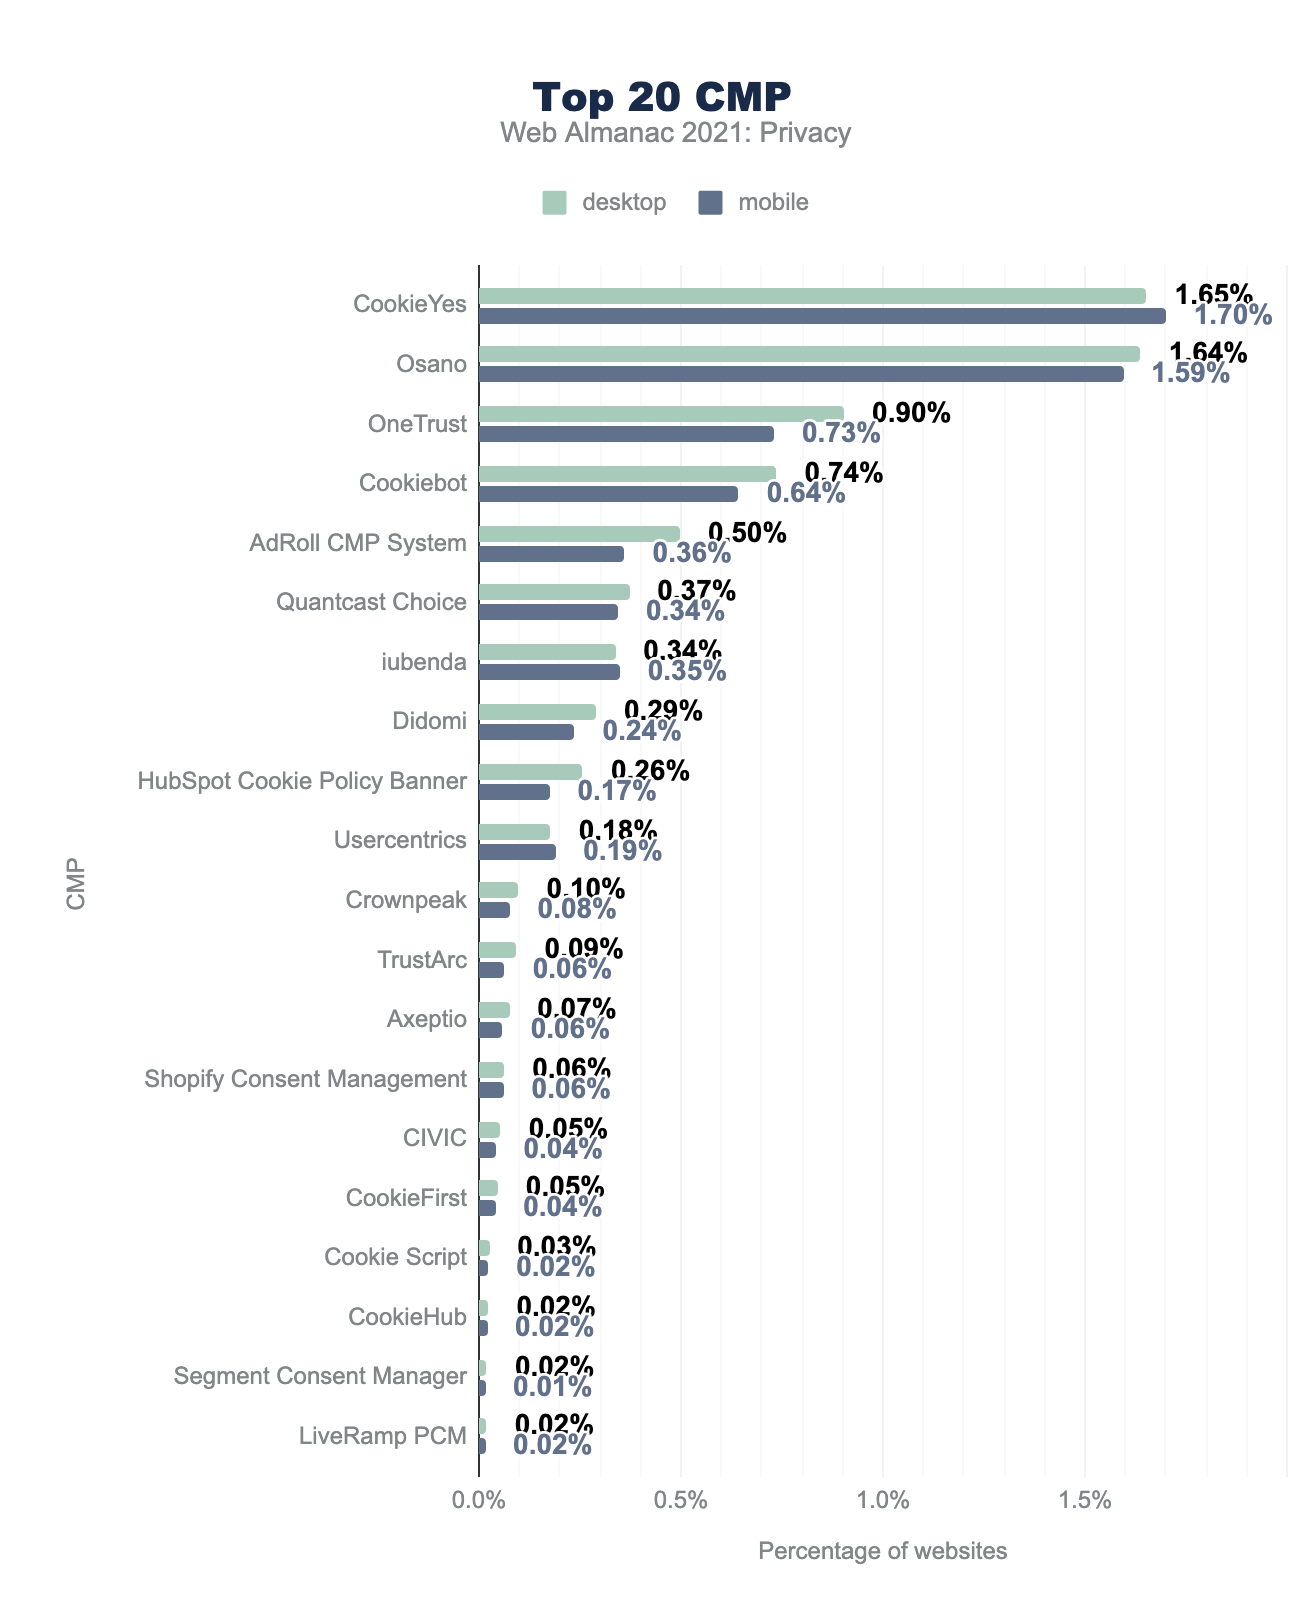 Top 20 CMP
Web Almanac 2021: Privacy
desktop mobile
CookieYes 1.65% 1.70%
Osano 1.64% 1.59%
OneTrust 0.90% 0.73%
Cookiebot 0.74% 0.64%
AdRoll CMP System 0.50% 0.36%
Quantcast Choice 0.37% 0.34%
iubenda 0.34% 0.35%
Didomi 0.29% 0.24%
HubSpot Cookie Policy Banner 0.26% 0.17%
Usercentrics 0.18% 0.19%
CMP
Crownpeak 0.10% 0.08%
TrustArc 0.09% 0.06%
Axeptio 0.07% 0.06%
Shopify Consent Management 0.06% 0.06%
CIVIC 0.05% 0.04%
CookieFirst 0.05% 0.04%
Cookie Script 0.03% 0.02%
CookieHub 0.02% 0.02%
Segment Consent Manager 0.02% 0.01%
LiveRamp PCM 0.02% 0.02%
0.0% 0.5% 1.0% 1.5%
Percentage of websites